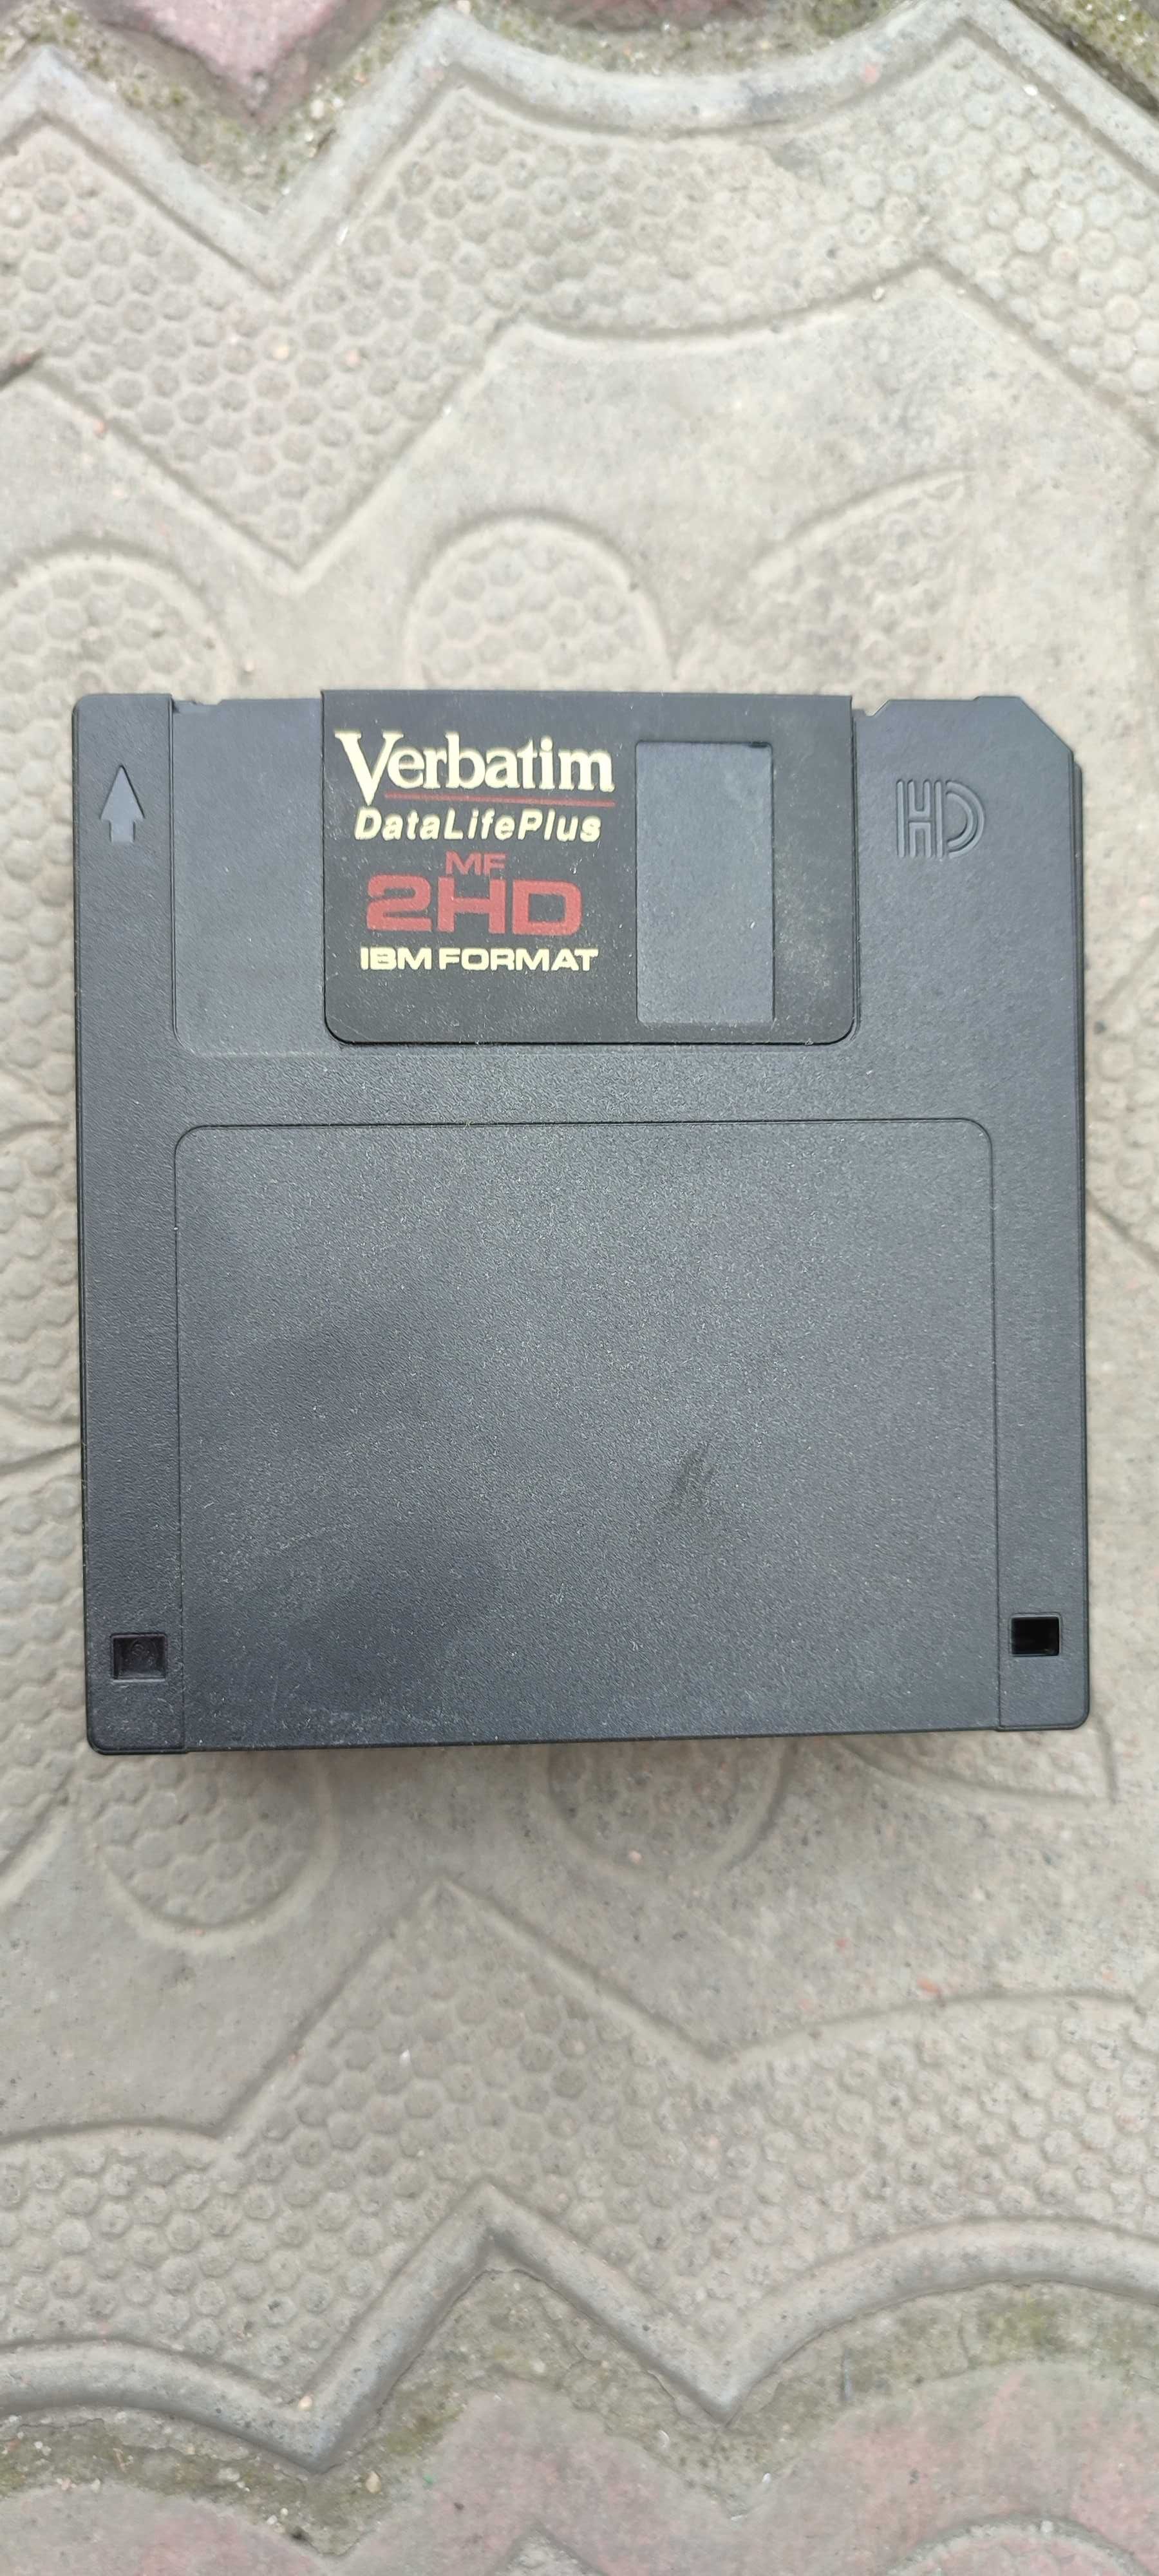 Verbatim
DataLifePlus
MF
2HD
IBM FORMAT
HD